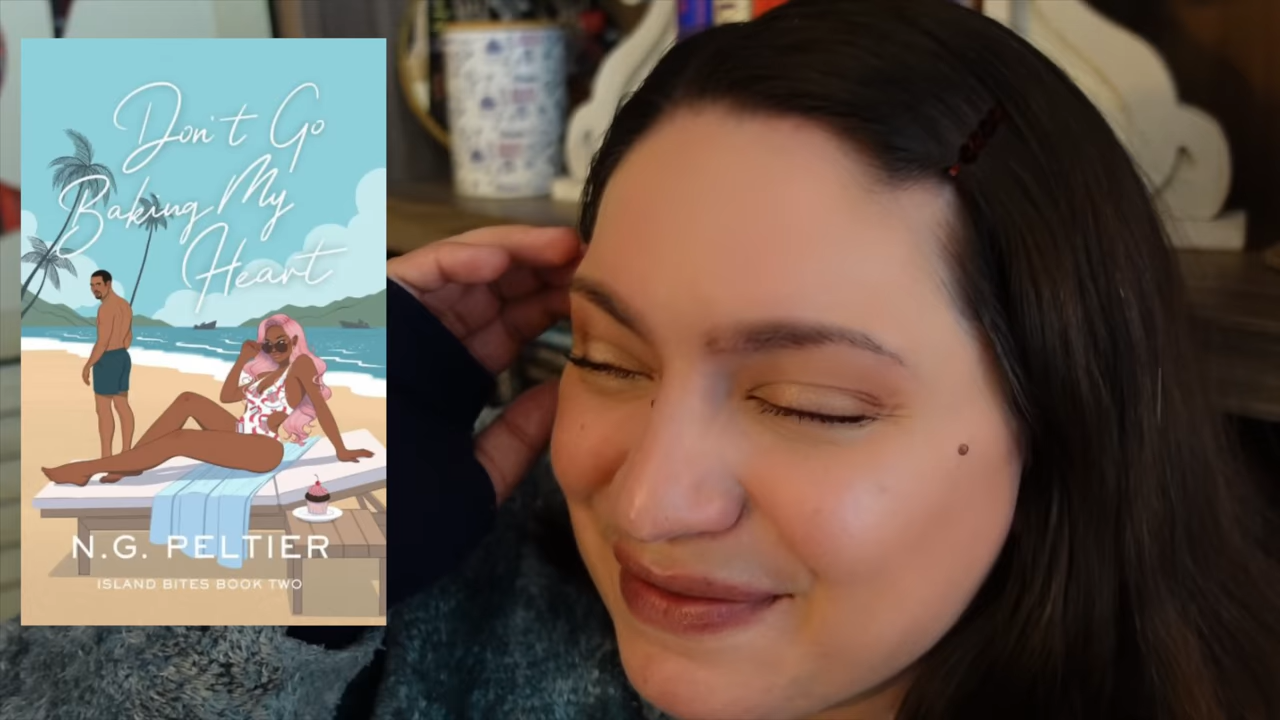 Don't Go
Baking My
Heart
N.G. PELTIER
ISLAND BITES BOOK TWO